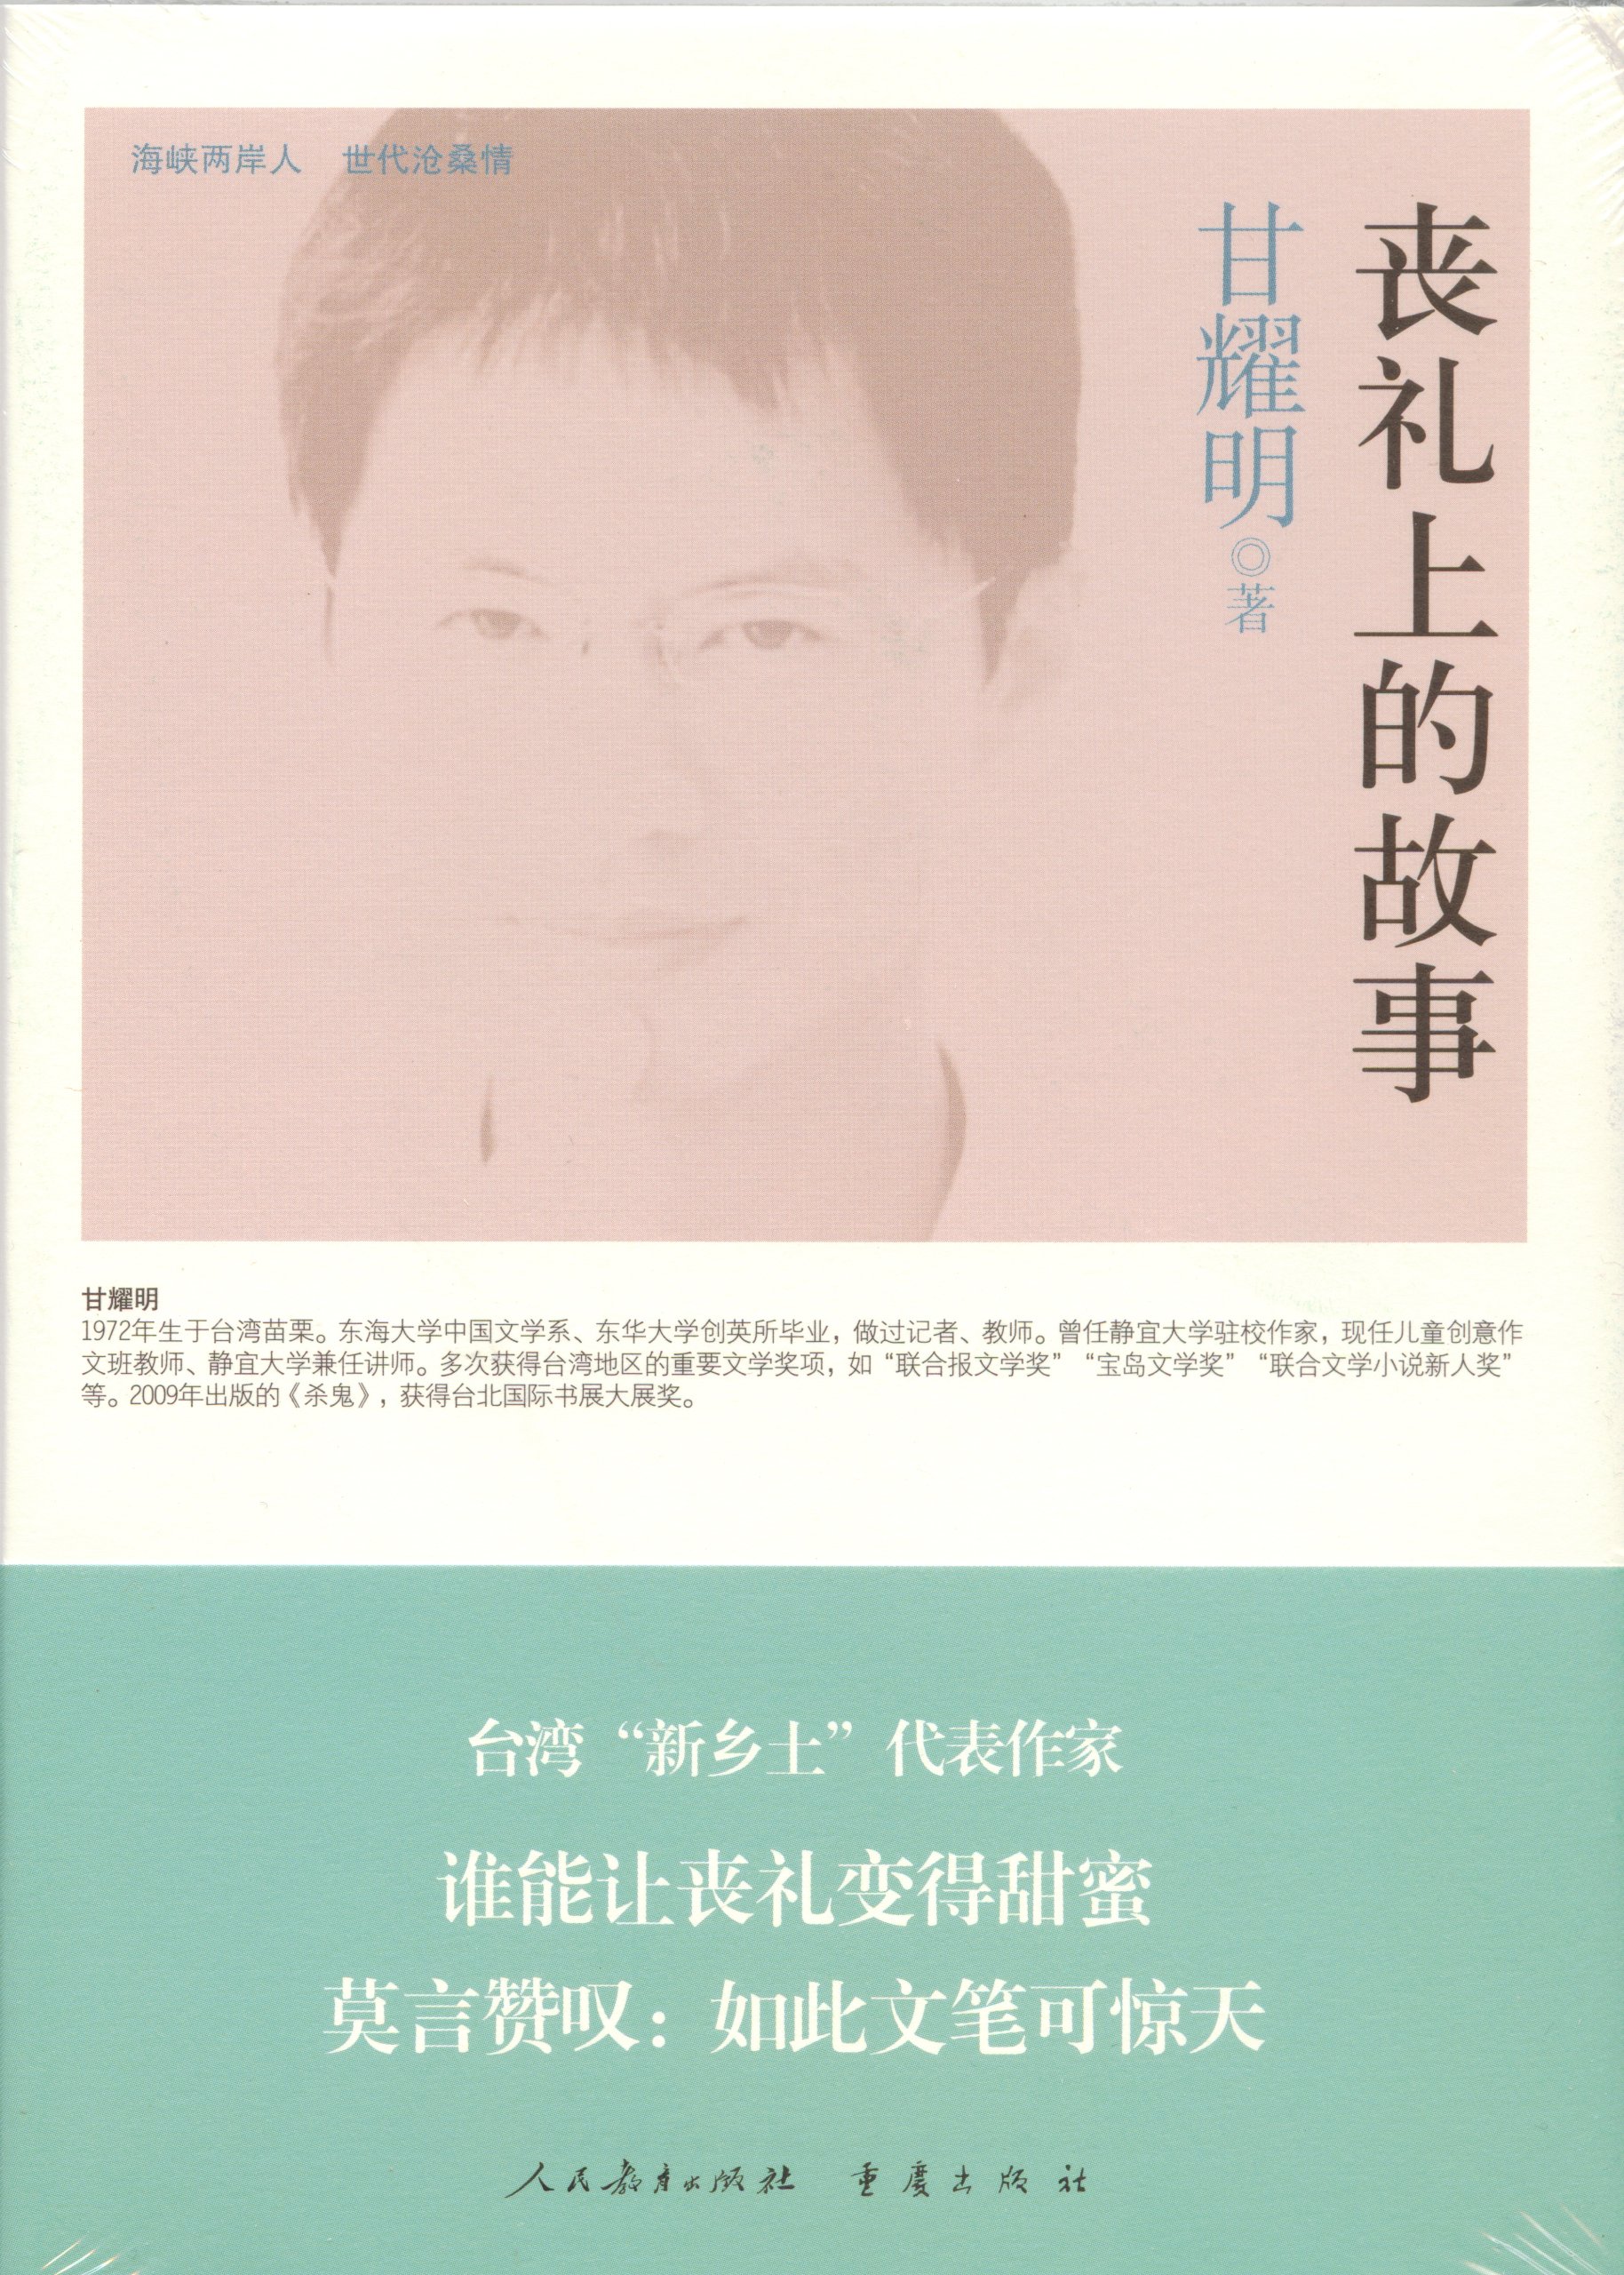 海峡两岸人 世代沧桑情
丧礼上的故事
甘耀明◎著
甘耀明
1972年生于台湾苗栗。东海大学中国文学系、东华大学创英所毕业，做过记者、教师。曾任静宜大学驻校作家，现任儿童创意作
文班教师、静宜大学兼任讲师。多次获得台湾地区的重要文学奖项，如“联合报文学奖”“宝岛文学奖”“联合文学小说新人奖”
等。2009年出版的《杀鬼》，获得台北国际书展大展奖。
台湾“新乡土”代表作家
谁能让丧礼变得甜蜜
莫言赞叹：如此文笔可惊天
人民教育出版社 重庆出版社